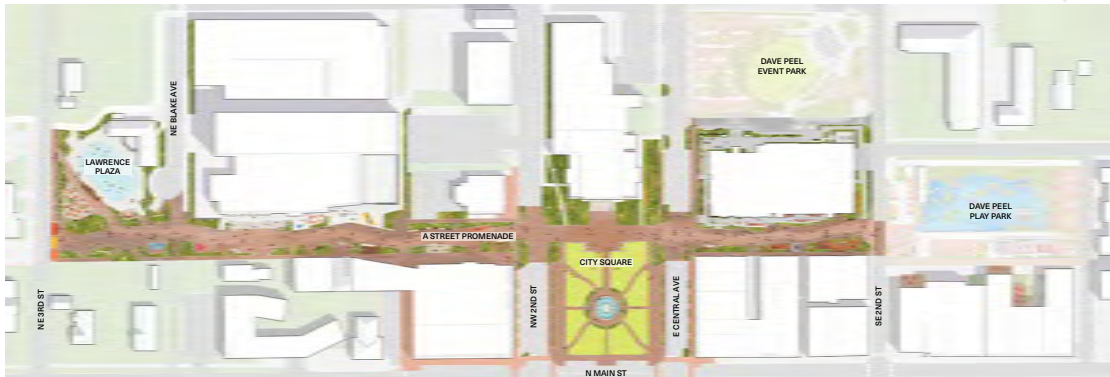 DAVE PEEL
EVENT PARK
NE BLAKE AVE
LAWRENCE
PLAZA
DAVE PEEL
PLAY PARK
A STREET PROMENADE
CITY SQUARE
NE 3RD ST
NW 2ND ST
E CENTRAL AVE
SE 2ND ST
N MAIN ST